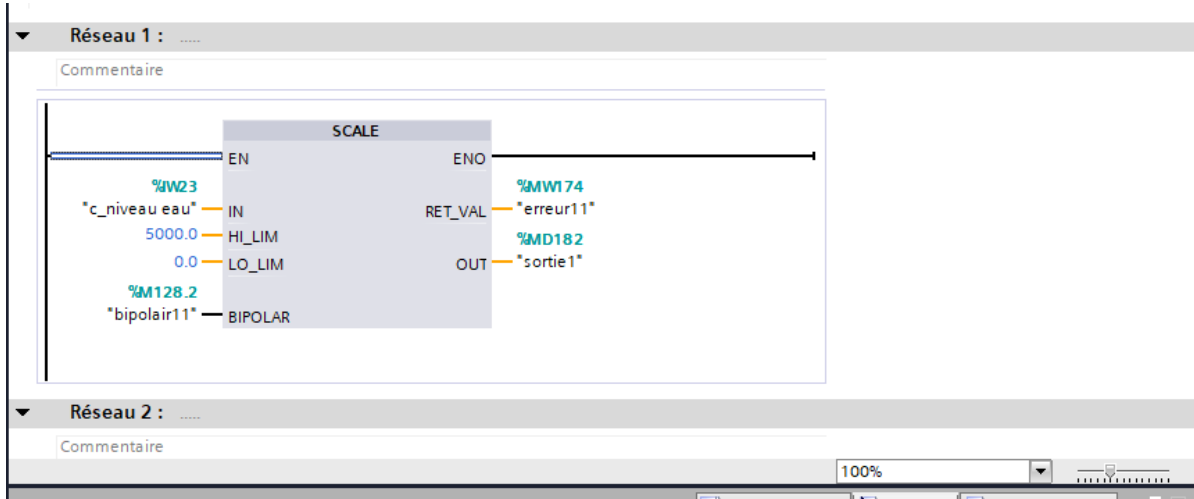 Réseau 1 : .....
Commentaire
SCALE
EN ENO
%IW23 %MW174
"c_niveau eau" IN RET_VAL "erreur11"
5000.0 HI_LIM %MD182
0.0 LO_LIM OUT "sortie1"
%M128.2
"bipolair11" BIPOLAR
Réseau 2 : .....
Commentaire
100%